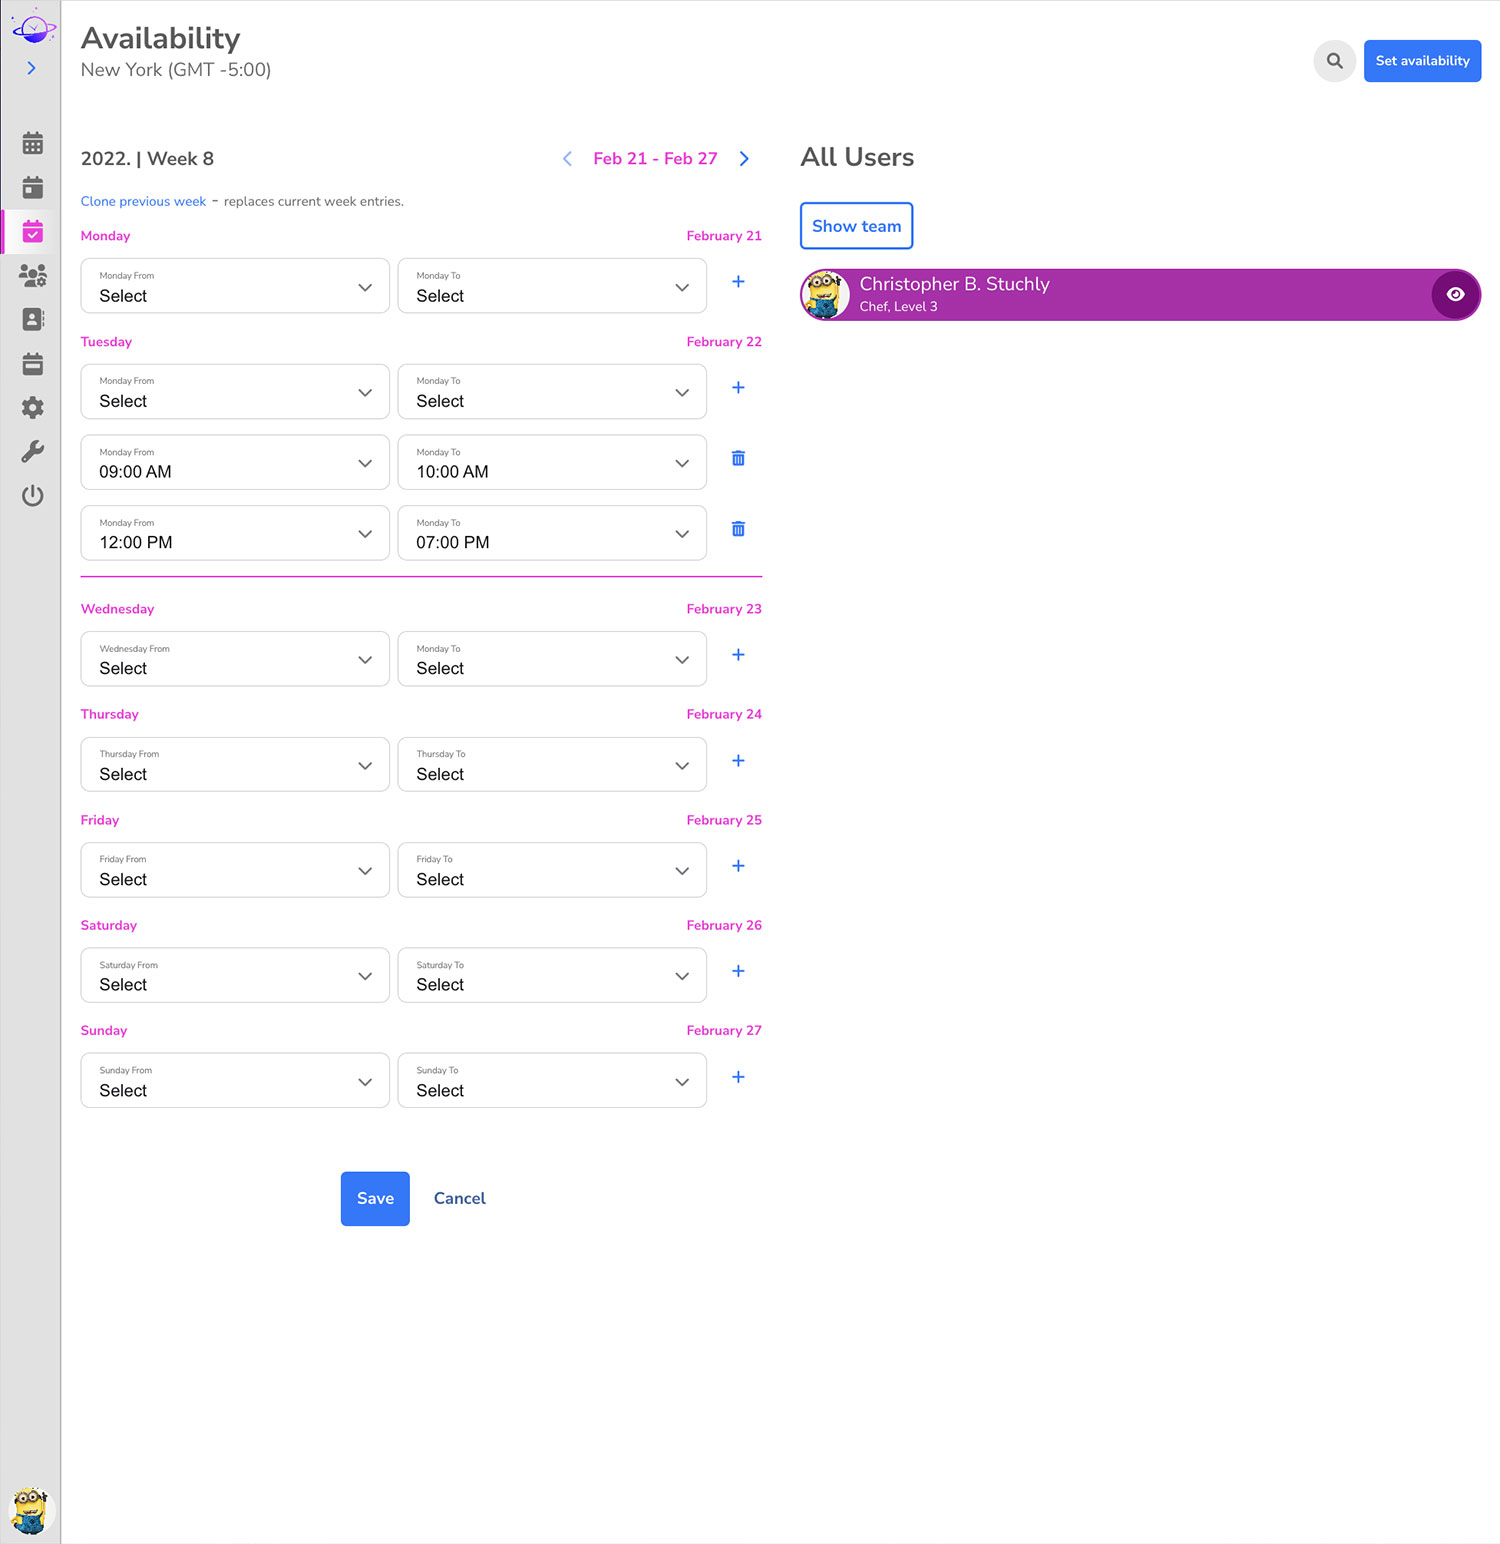 Availability
New York (GMT -5:00)
Set availability
2022. | Week 8
Feb 21 - Feb 27
Clone previous week - replaces current week entries.
Monday
February 21
Monday From
Select
Monday To
Select
Tuesday
February 22
Monday From
Select
Monday To
Select
Monday From
09:00 AM
Monday To
10:00 AM
Monday From
12:00 PM
Monday To
07:00 PM
Wednesday
February 23
Wednesday From
Select
Monday To
Select
Thursday
February 24
Thursday From
Select
Thursday To
Select
Friday
February 25
Friday From
Select
Friday To
Select
Saturday
February 26
Saturday From
Select
Saturday To
Select
Sunday
February 27
Sunday From
Select
Sunday To
Select
Save
Cancel
All Users
Show team
Christopher B. Stuchly
Chef, Level 3